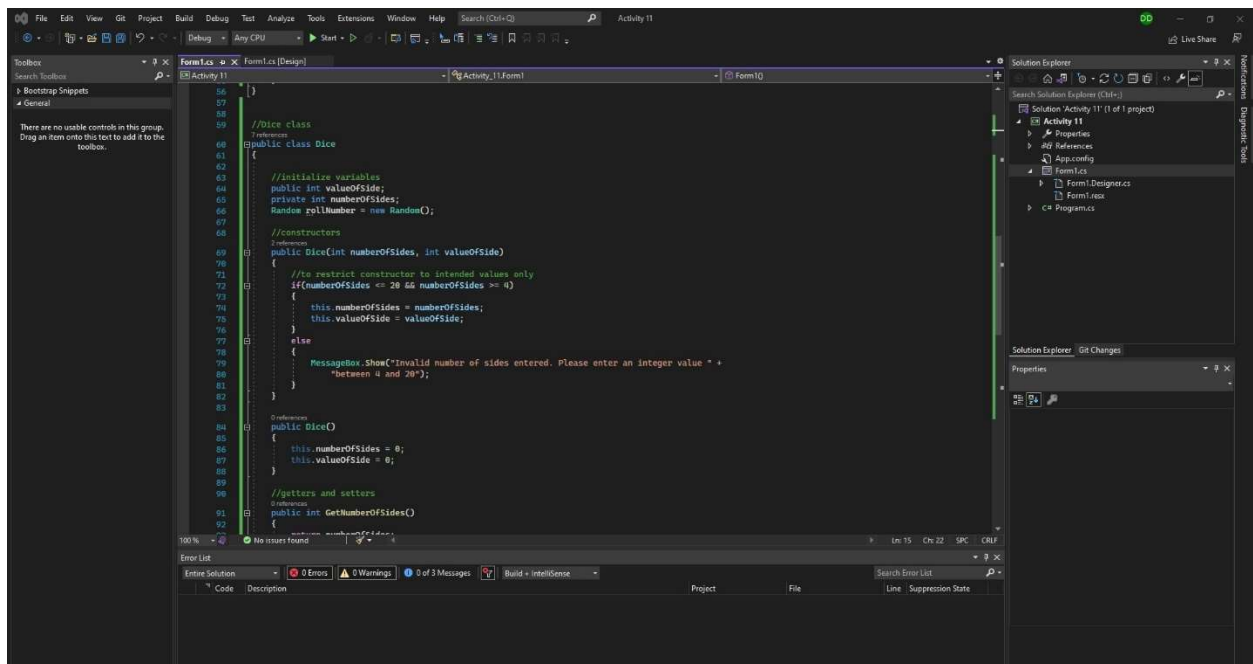 File Edit View Git Project Build Debug Test Analyze Tools Extensions Window Help Search (Ctrl+Q) Activity 11 DD
Debug Any CPU Start Live Share
Toolbox
Search Toolbox
Bootstrap Snippets
General
There are no usable controls in this group.
Drag an item onto this text to add it to the
toolbox.
Form1.cs Form1.cs [Design]
Activity 11 Activity_11.Form1 Form1()
56 }
57
58
59 //Dice class
7 references
60 public class Dice
61 {
62
63 //initialize variables
64 public int valueOfSide;
65 private int numberOfSides;
66 Random rollNumber = new Random();
67
68 //constructors
2 references
69 public Dice(int numberOfSides, int valueOfSide)
70 {
71 //to restrict constructor to intended values only
72 if(numberOfSides <= 20 && numberOfSides >= 4)
73 {
74 this.numberOfSides = numberOfSides;
75 this.valueOfSide = valueOfSide;
76 }
77 else
78 {
79 MessageBox.Show("Invalid number of sides entered. Please enter an integer value " +
80 "between 4 and 20");
81 }
82 }
83
0 references
84 public Dice()
85 {
86 this.numberOfSides = 0;
87 this.valueOfSide = 0;
88 }
89
90 //getters and setters
0 references
91 public int GetNumberOfSides()
92 {
100 % No issues found Ln: 15 Ch: 22 SPC CRLF
Error List
Entire Solution 0 Errors 0 Warnings 0 of 3 Messages Build + IntelliSense Search Error List
Code Description Project File Line Suppression State
Solution Explorer
Search Solution Explorer (Ctrl+;)
Solution 'Activity 11' (1 of 1 project)
Activity 11
Properties
References
App.config
Form1.cs
Form1.Designer.cs
Form1.resx
C# Program.cs
Solution Explorer Git Changes
Properties
Notifications
Diagnostic Tools